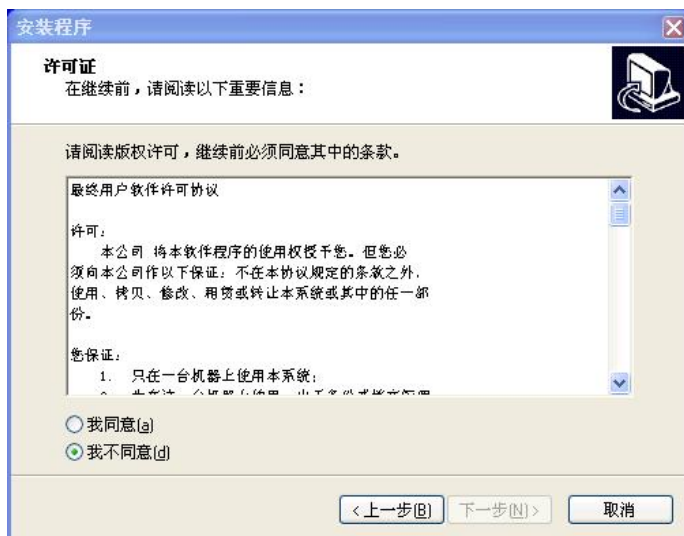 安装程序
许可证
在继续前，请阅读以下重要信息：
请阅读版权许可，继续前必须同意其中的条款。
最终用户软件许可协议
许可：
本公司 将本软件程序的使用权授予您。但您必
须向本公司作以下保证：不在本协议规定的条款之外，
使用、拷贝、修改、租赁或转让本系统或其中的任一部
份。
您保证：
1. 只在一台机器上使用本系统；
我同意(a)
我不同意(d)
<上一步(B)
下一步(N)>
取消